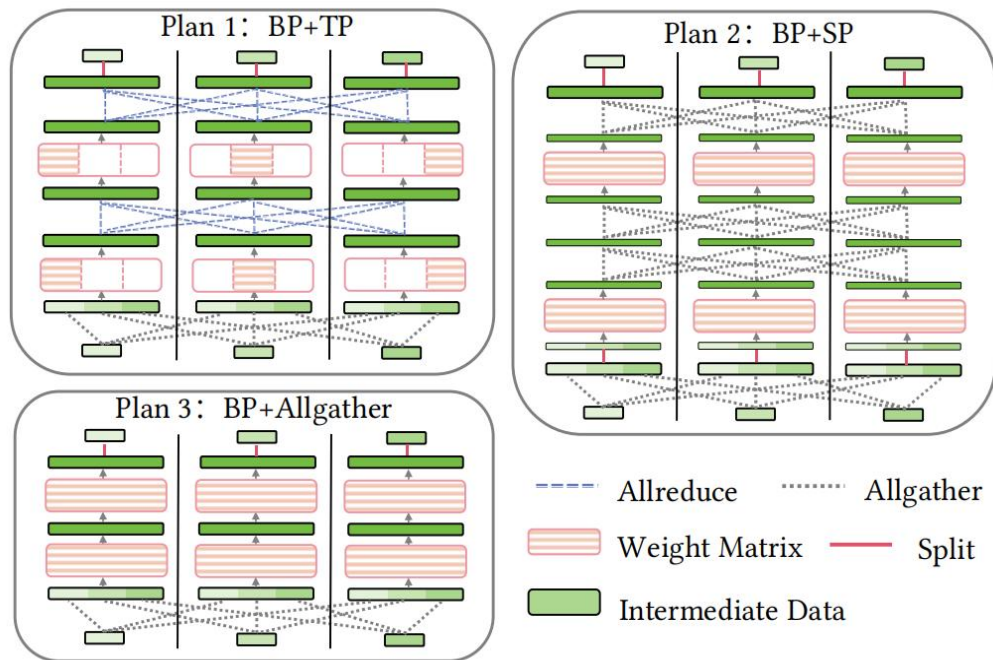 Plan 1：BP+TP
Plan 2：BP+SP
Plan 3：BP+Allgather
Allreduce
Allgather
Weight Matrix
Split
Intermediate Data